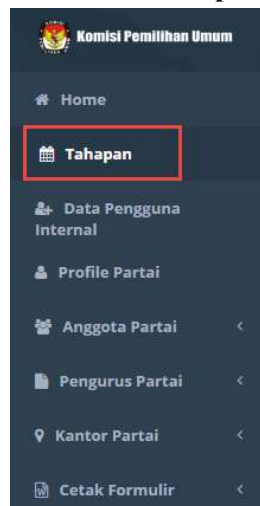 Komisi Pemilihan Umum
Home
Tahapan
Data Pengguna
Internal
Profile Partai
Anggota Partai
Pengurus Partai
Kantor Partai
Cetak Formulir